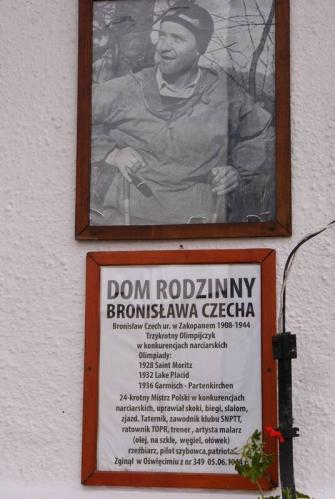 DOM RODZINNY
BRONISŁAWA CZECHA
Bronisław Czech ur. w Zakopanem 1908-1944
Trzykrotny Olimpijczyk
w konkurencjach narciarskich
Olimpiady:
1928 Saint Moritz
1932 Lake Placid
1936 Garmisch - Partenkirchen
24-krotny Mistrz Polski w konkurencjach
narciarskich, uprawiał skoki, biegi, slalom,
zjazd. Taternik, zawodnik klubu SNPTT,
ratownik TOPR, trener , artysta malarz
(olej, na szkłe, węgiel, ołówek)
rzeźbiarz, pilot szybowca, patriota
Zginął w Oświęcimiu z nr 349 05.06.1944 r.